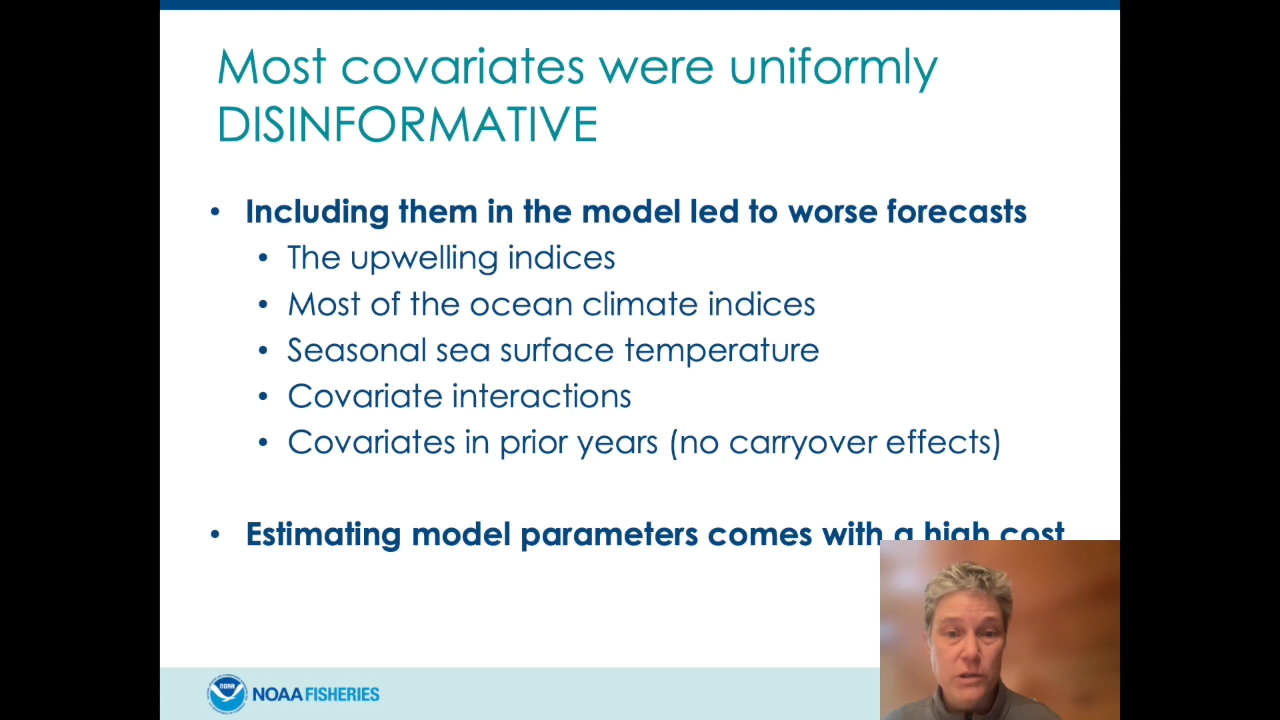 Most covariates were uniformly
DISINFORMATIVE
• Including them in the model led to worse forecasts
• The upwelling indices
• Most of the ocean climate indices
• Seasonal sea surface temperature
• Covariate interactions
• Covariates in prior years (no carryover effects)
• Estimating model parameters comes with a high cost
NOAA
NOAA FISHERIES